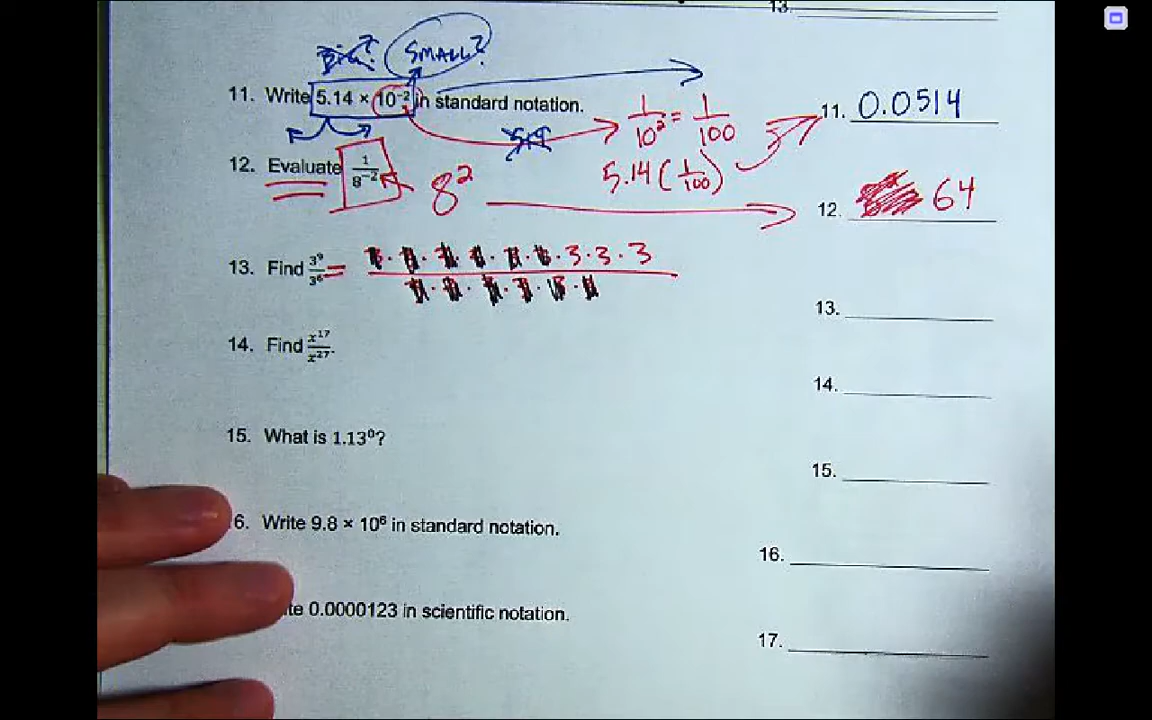 13.
SMALL?
11. Write 5.14 × 10⁻² in standard notation.
1/10² = 1/100
11. 0.0514
12. Evaluate 1/8⁻²
8²
5.14 (1/100)
12. 64
13. Find 3⁹/3⁶ = · · · · · · 3 · 3 · 3
13.
14. Find x¹⁷/x²⁷.
14.
15. What is 1.13⁰?
15.
6. Write 9.8 × 10⁶ in standard notation.
16.
te 0.0000123 in scientific notation.
17.